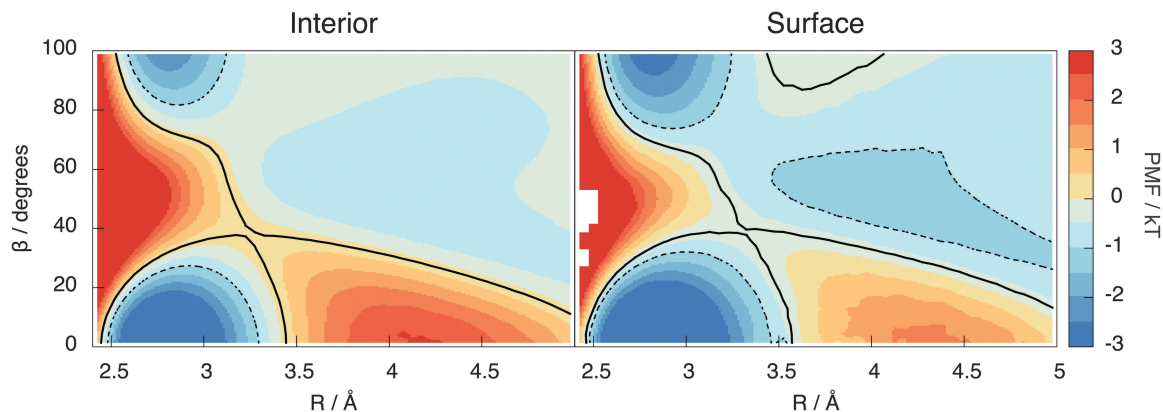 Interior Surface
100 3
80 2
60 1
40 0
20 -1
0 -2
-3
β / degrees
PMF / kT
2.5 3 3.5 4 4.5 2.5 3 3.5 4 4.5 5
R / Å R / Å